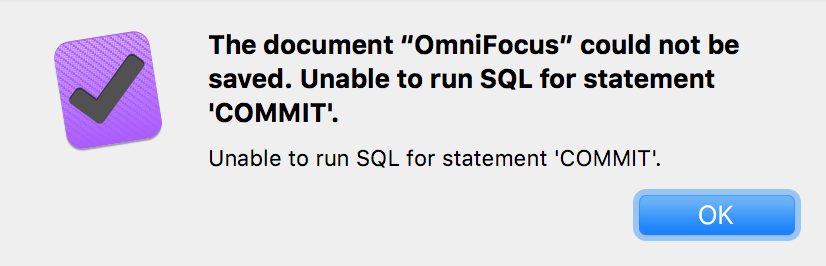 The document “OmniFocus” could not be
saved. Unable to run SQL for statement
'COMMIT'.
Unable to run SQL for statement 'COMMIT'.
OK